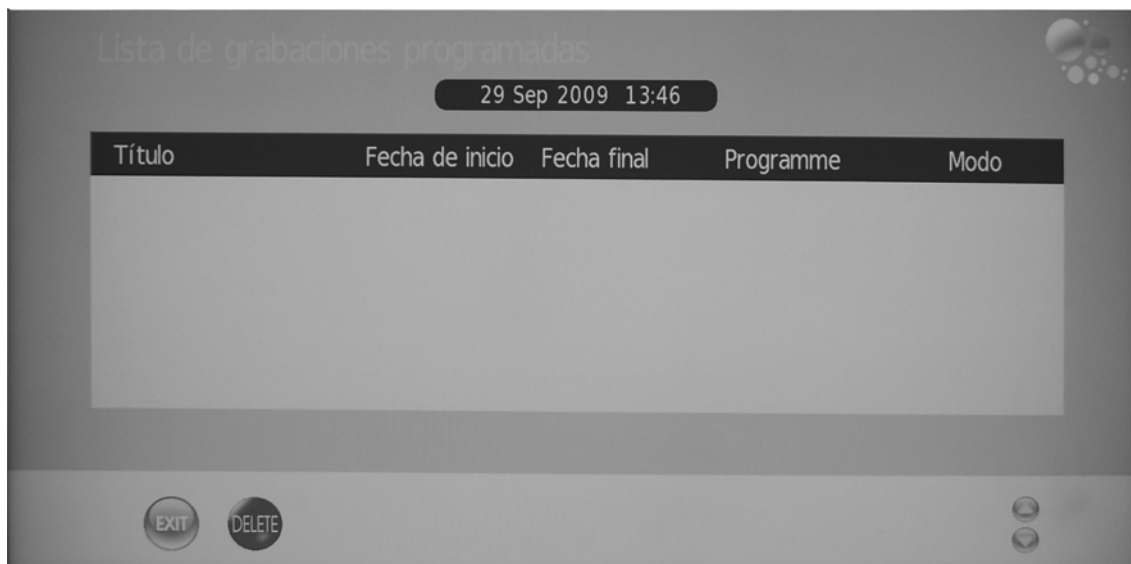 Lista de grabaciones programadas
29 Sep 2009 13:46
Título Fecha de inicio Fecha final Programme Modo
EXIT DELETE